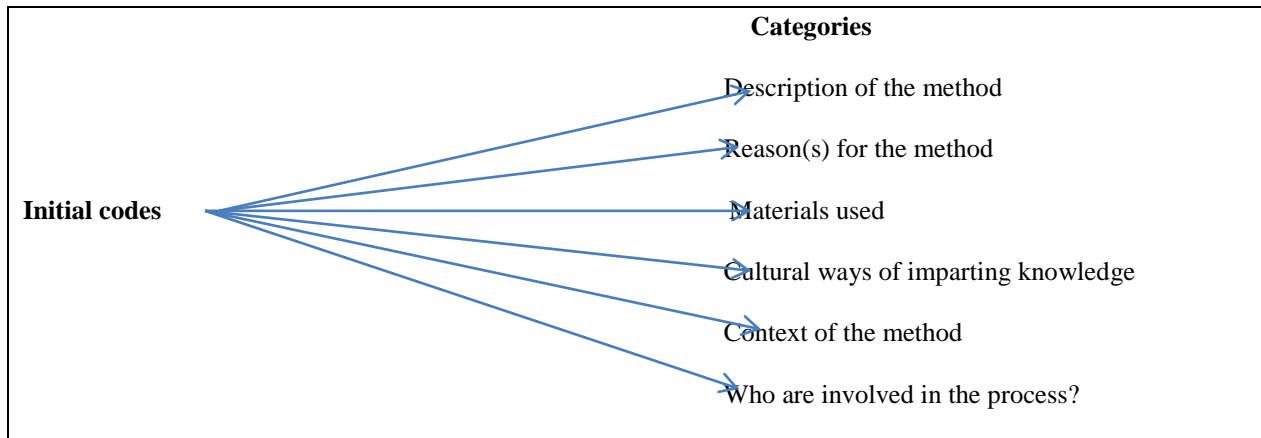 Categories
Description of the method
Reason(s) for the method
Initial codes
Materials used
Cultural ways of imparting knowledge
Context of the method
Who are involved in the process?